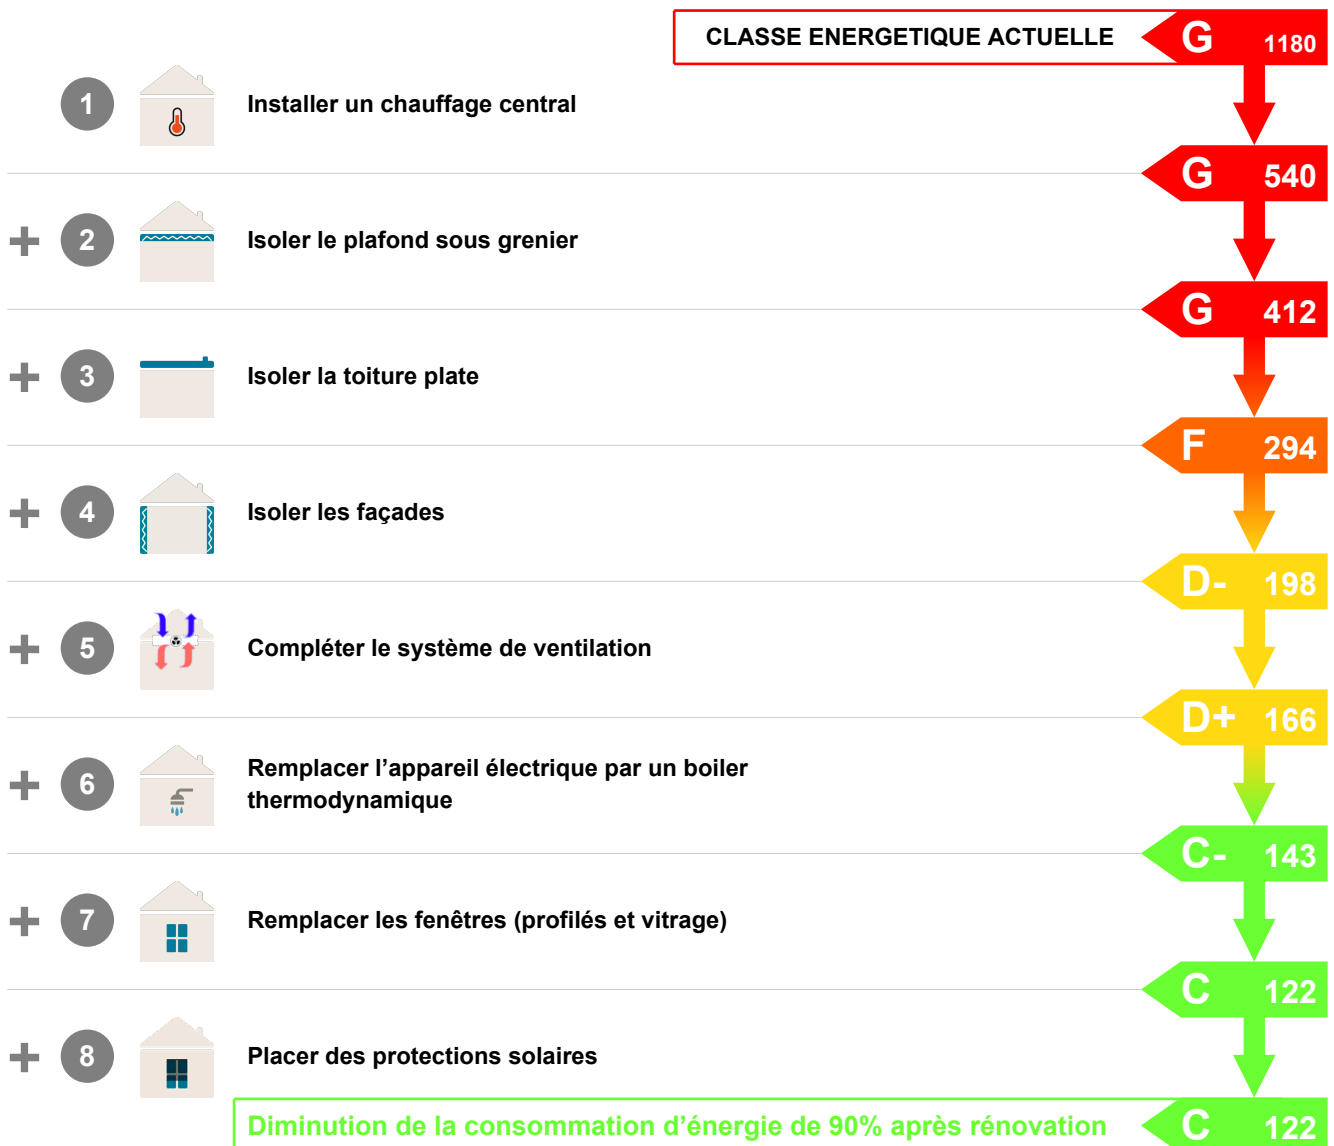 CLASSE ENERGETIQUE ACTUELLE G 1180
1 Installer un chauffage central
G 540
+ 2 Isoler le plafond sous grenier
G 412
+ 3 Isoler la toiture plate
F 294
+ 4 Isoler les façades
D- 198
+ 5 Compléter le système de ventilation
D+ 166
+ 6 Remplacer l’appareil électrique par un boiler
thermodynamique
C- 143
+ 7 Remplacer les fenêtres (profilés et vitrage)
C 122
+ 8 Placer des protections solaires
Diminution de la consommation d’énergie de 90% après rénovation C 122